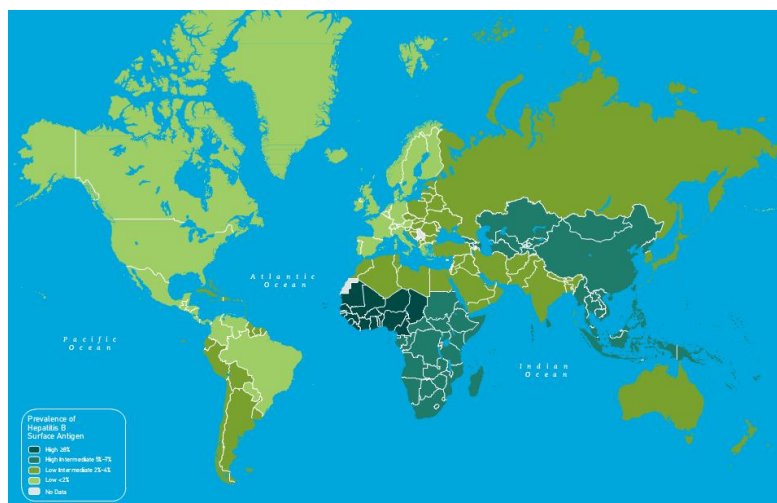 Atlantic
Ocean
Pacific
Ocean
Indian
Ocean
Prevalence of
Hepatitis B
Surface Antigen
High ≥8%
High Intermediate 5%-7%
Low Intermediate 2%-4%
Low <2%
No Data